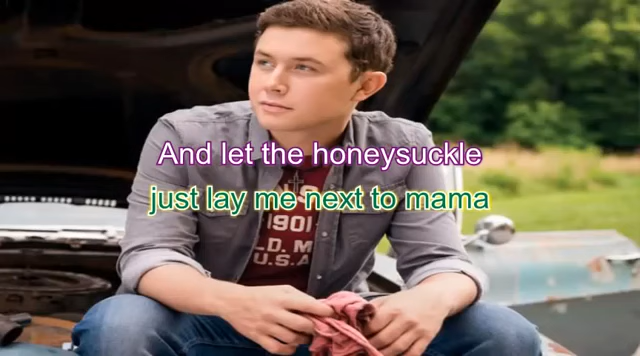 And let the honeysuckle
just lay me next to mama
U.S.
1901
L.D. M
U.S.A